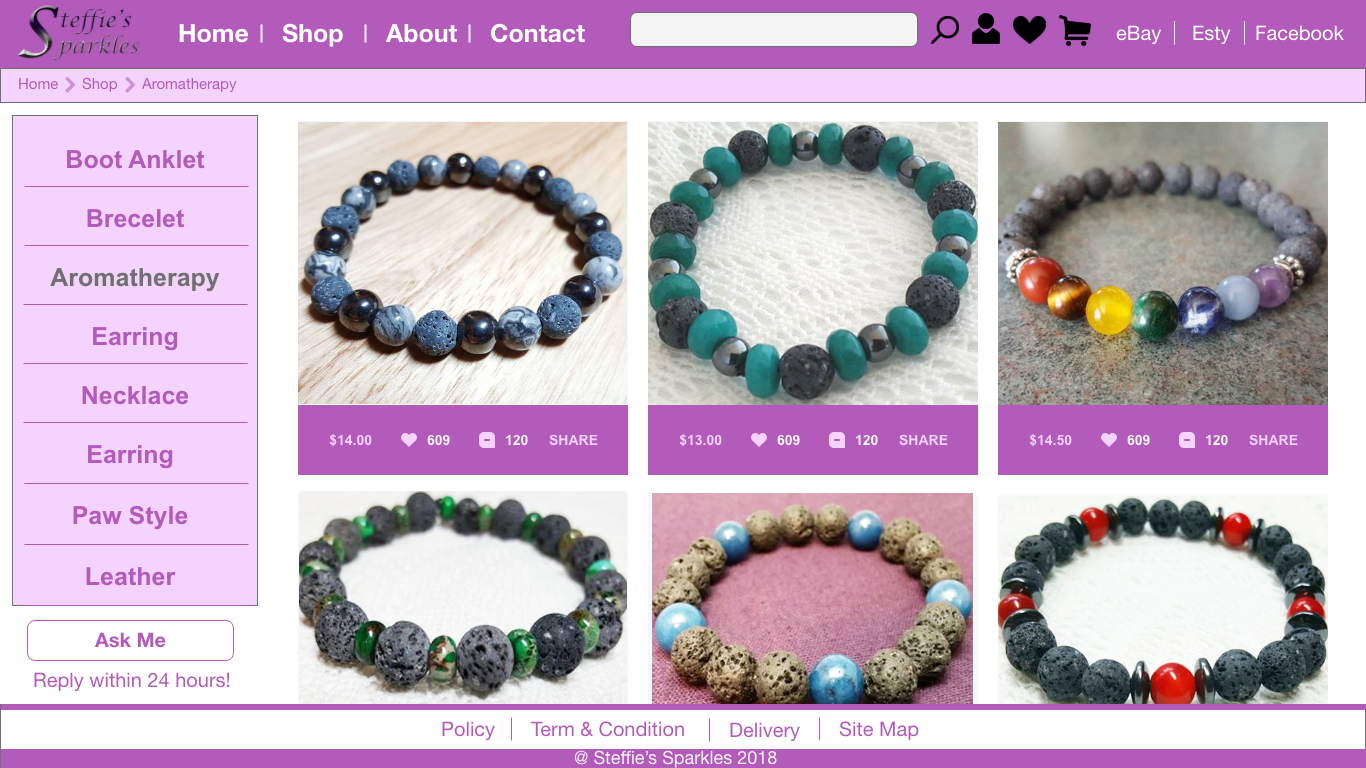 Steffie's
Sparkles
Home | Shop | About | Contact
eBay | Esty | Facebook
Home > Shop > Aromatherapy
Boot Anklet
Brecelet
Aromatherapy
Earring
Necklace
Earring
Paw Style
Leather
Ask Me
Reply within 24 hours!
$14.00 609 120 SHARE
$13.00 609 120 SHARE
$14.50 609 120 SHARE
Policy | Term & Condition | Delivery | Site Map
@ Steffie's Sparkles 2018